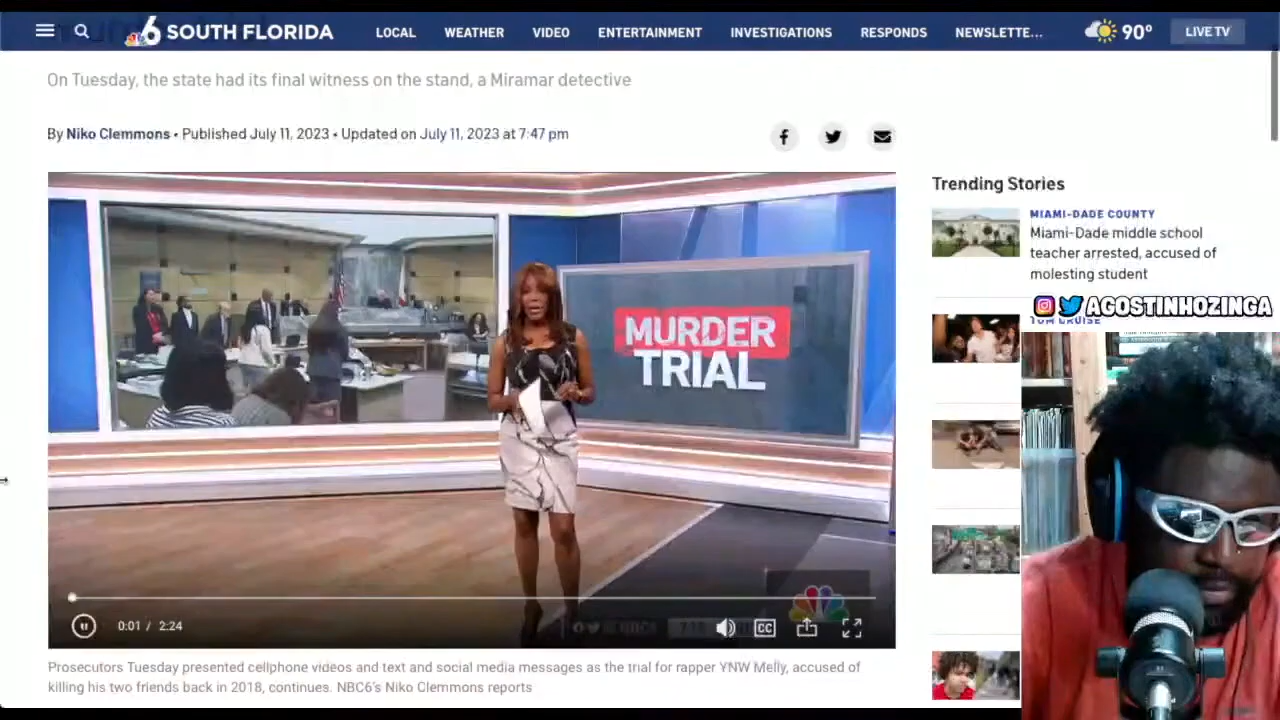 6 SOUTH FLORIDA
LOCAL WEATHER VIDEO ENTERTAINMENT INVESTIGATIONS RESPONDS NEWSLETTE... 90° LIVE TV
On Tuesday, the state had its final witness on the stand, a Miramar detective
By Niko Clemmons • Published July 11, 2023 • Updated on July 11, 2023 at 7:47 pm
MURDER
TRIAL
0:01 / 2:24
CC
Prosecutors Tuesday presented cellphone videos and text and social media messages as the trial for rapper YNW Melly, accused of
killing his two friends back in 2018, continues. NBC6's Niko Clemmons reports
Trending Stories
MIAMI-DADE COUNTY
Miami-Dade middle school
teacher arrested, accused of
molesting student
AGOSTINHOZINGA
TOM CRUISE